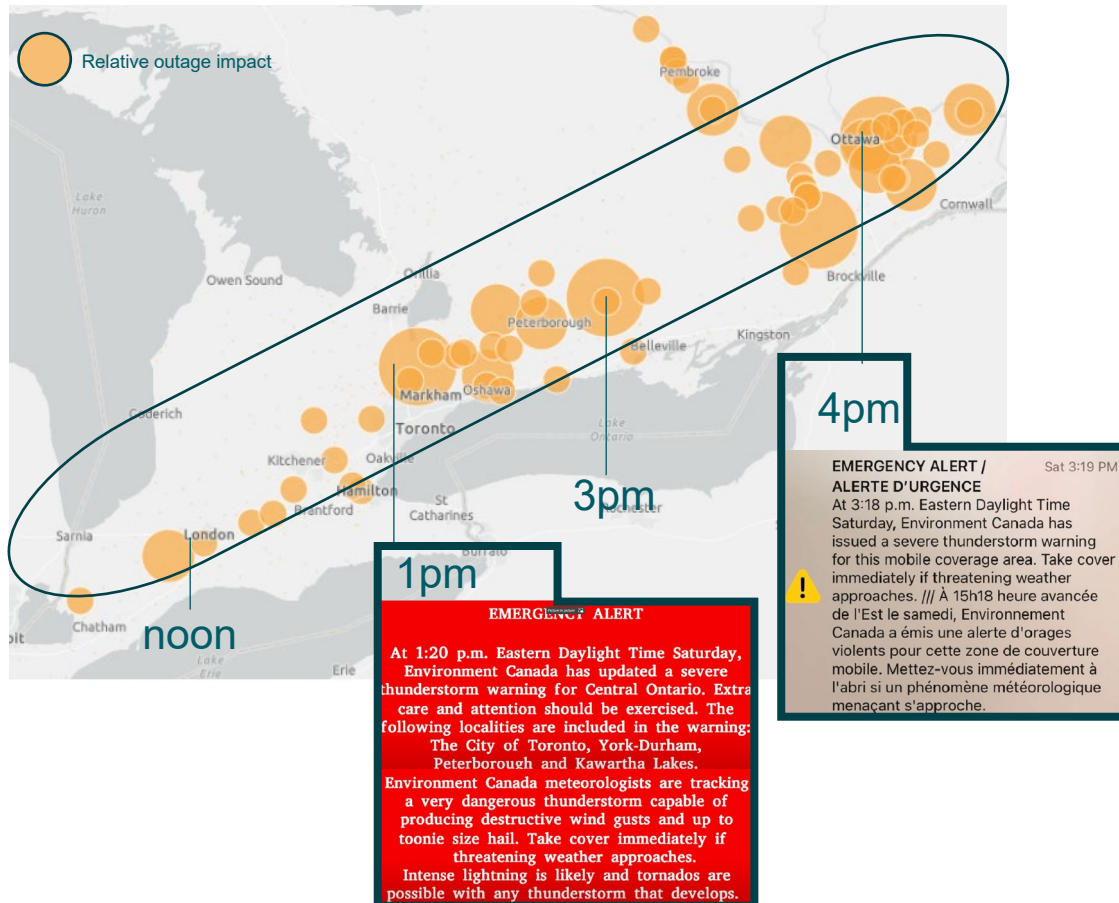 Relative outage impact
Pembroke
Ottawa
Cornwall
Lake
Huron
Owen Sound
Orillia
Barrie
Brockville
Peterborough
Kingston
Belleville
Goderich
Markham
Oshawa
Toronto
Lake
Ontario
Kitchener
Oakville
Hamilton
Brantford
St
Catharines
Rochester
Buffalo
Sarnia
London
Chatham
oit
Lake
Erie
Erie
noon
1pm
3pm
4pm
EMERGENCY ALERT
At 1:20 p.m. Eastern Daylight Time Saturday,
Environment Canada has updated a severe
thunderstorm warning for Central Ontario. Extra
care and attention should be exercised. The
following localities are included in the warning:
The City of Toronto, York-Durham,
Peterborough and Kawartha Lakes.
Environment Canada meteorologists are tracking
a very dangerous thunderstorm capable of
producing destructive wind gusts and up to
toonie size hail. Take cover immediately if
threatening weather approaches.
Intense lightning is likely and tornados are
possible with any thunderstorm that develops.
EMERGENCY ALERT / Sat 3:19 PM
ALERTE D'URGENCE
At 3:18 p.m. Eastern Daylight Time
Saturday, Environment Canada has
issued a severe thunderstorm warning
for this mobile coverage area. Take cover
immediately if threatening weather
approaches. /// À 15h18 heure avancée
de l'Est le samedi, Environnement
Canada a émis une alerte d'orages
violents pour cette zone de couverture
mobile. Mettez-vous immédiatement à
l'abri si un phénomène météorologique
menaçant s'approche.